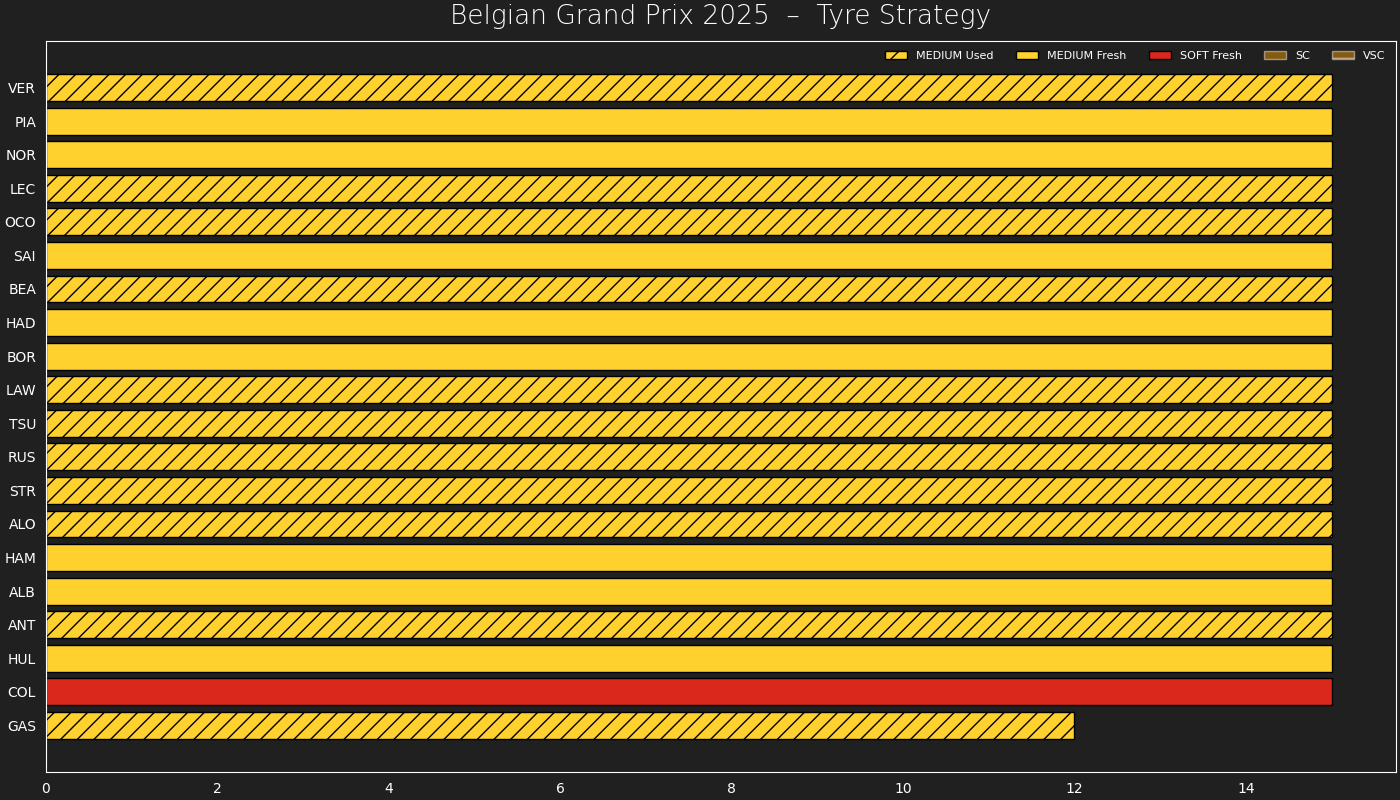 Belgian Grand Prix 2025 – Tyre Strategy
MEDIUM Used MEDIUM Fresh SOFT Fresh SC VSC
VER
PIA
NOR
LEC
OCO
SAI
BEA
HAD
BOR
LAW
TSU
RUS
STR
ALO
HAM
ALB
ANT
HUL
COL
GAS
0 2 4 6 8 10 12 14